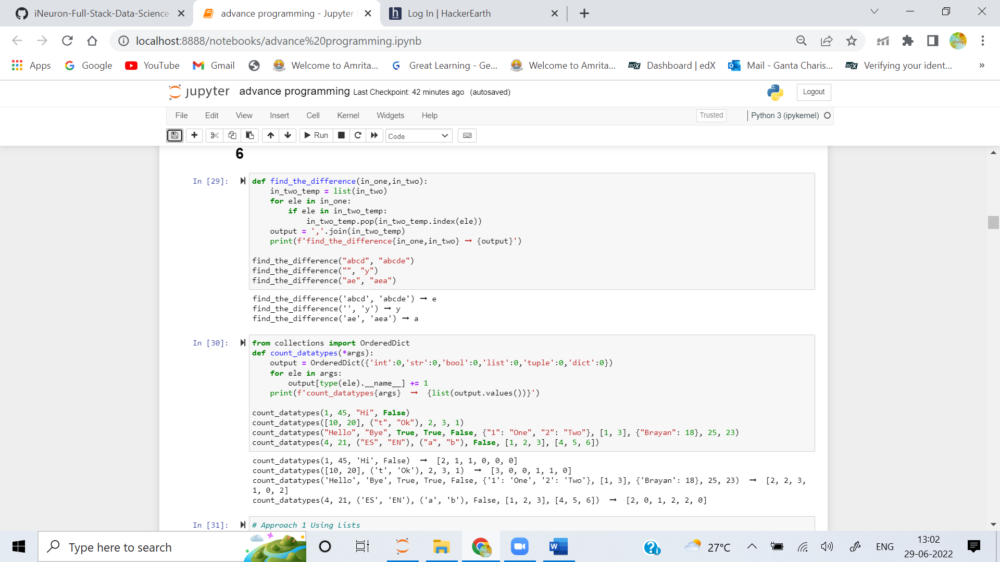 iNeuron-Full-Stack-Data-Science
advance programming - Jupyter
Log In | HackerEarth
localhost:8888/notebooks/advance%20programming.ipynb
Apps
Google
YouTube
Gmail
Welcome to Amrita...
Great Learning - Ge...
Welcome to Amrita...
Dashboard | edX
Mail - Ganta Charis...
Verifying your ident...
»
jupyter
advance programming
Last Checkpoint: 42 minutes ago (autosaved)
Logout
File
Edit
View
Insert
Cell
Kernel
Widgets
Help
Trusted
Python 3 (ipykernel)
Run
Code
6
In [29]:
def find_the_difference(in_one,in_two):
    in_two_temp = list(in_two)
    for ele in in_one:
        if ele in in_two_temp:
            in_two_temp.pop(in_two_temp.index(ele))
    output = ','.join(in_two_temp)
    print(f'find_the_difference{in_one,in_two} ➞ {output}')
find_the_difference("abcd", "abcde")
find_the_difference("", "y")
find_the_difference("ae", "aea")
find_the_difference('abcd', 'abcde') ➞ e
find_the_difference('', 'y') ➞ y
find_the_difference('ae', 'aea') ➞ a
In [30]:
from collections import OrderedDict
def count_datatypes(*args):
    output = OrderedDict({'int':0,'str':0,'bool':0,'list':0,'tuple':0,'dict':0})
    for ele in args:
        output[type(ele).__name__] += 1
    print(f'count_datatypes{args}  ➞  {list(output.values())}')
count_datatypes(1, 45, "Hi", False)
count_datatypes([10, 20], ("t", "Ok"), 2, 3, 1)
count_datatypes("Hello", "Bye", True, True, False, {"1": "One", "2": "Two"}, [1, 3], {"Brayan": 18}, 25, 23)
count_datatypes(4, 21, ("ES", "EN"), ("a", "b"), False, [1, 2, 3], [4, 5, 6])
count_datatypes(1, 45, 'Hi', False)  ➞  [2, 1, 1, 0, 0, 0]
count_datatypes([10, 20], ('t', 'Ok'), 2, 3, 1)  ➞  [3, 0, 0, 1, 1, 0]
count_datatypes('Hello', 'Bye', True, True, False, {'1': 'One', '2': 'Two'}, [1, 3], {'Brayan': 18}, 25, 23)  ➞  [2, 2, 3,
1, 0, 2]
count_datatypes(4, 21, ('ES', 'EN'), ('a', 'b'), False, [1, 2, 3], [4, 5, 6])  ➞  [2, 0, 1, 2, 2, 0]
In [31]:
# Approach 1 Using Lists
Type here to search
27°C
ENG
13:02
29-06-2022